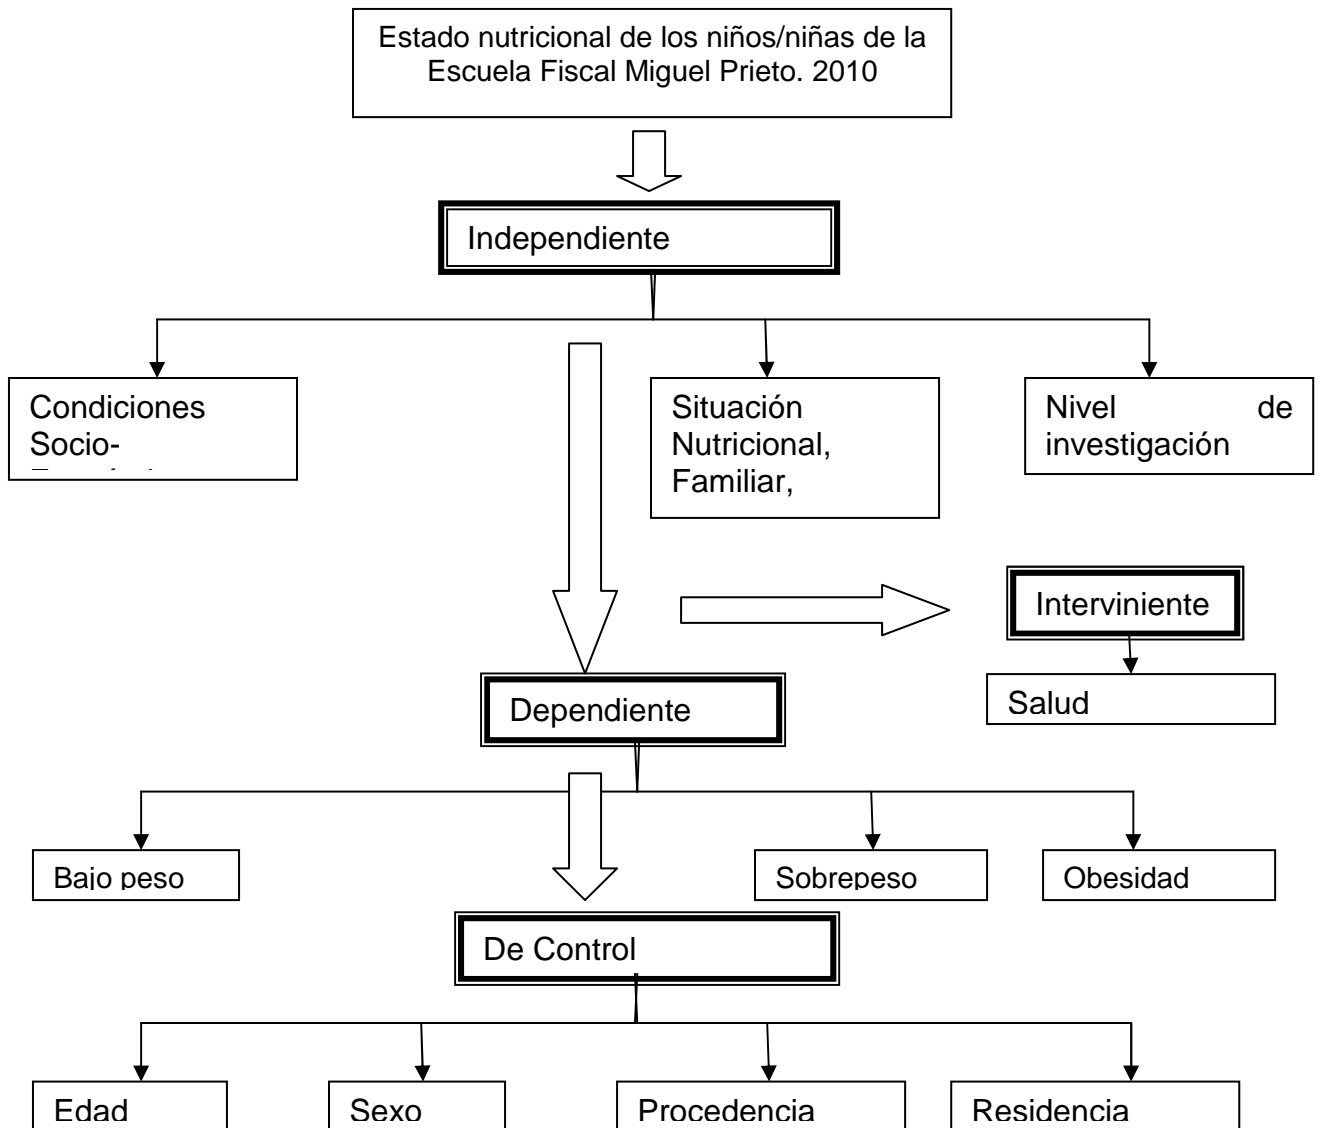 Estado nutricional de los niños/niñas de la
Escuela Fiscal Miguel Prieto. 2010
Independiente
Condiciones
Socio-
Situación
Nutricional,
Familiar,
Nivel de
investigación
Interviniente
Salud
Dependiente
Bajo peso
Sobrepeso
Obesidad
De Control
Edad
Sexo
Procedencia
Residencia